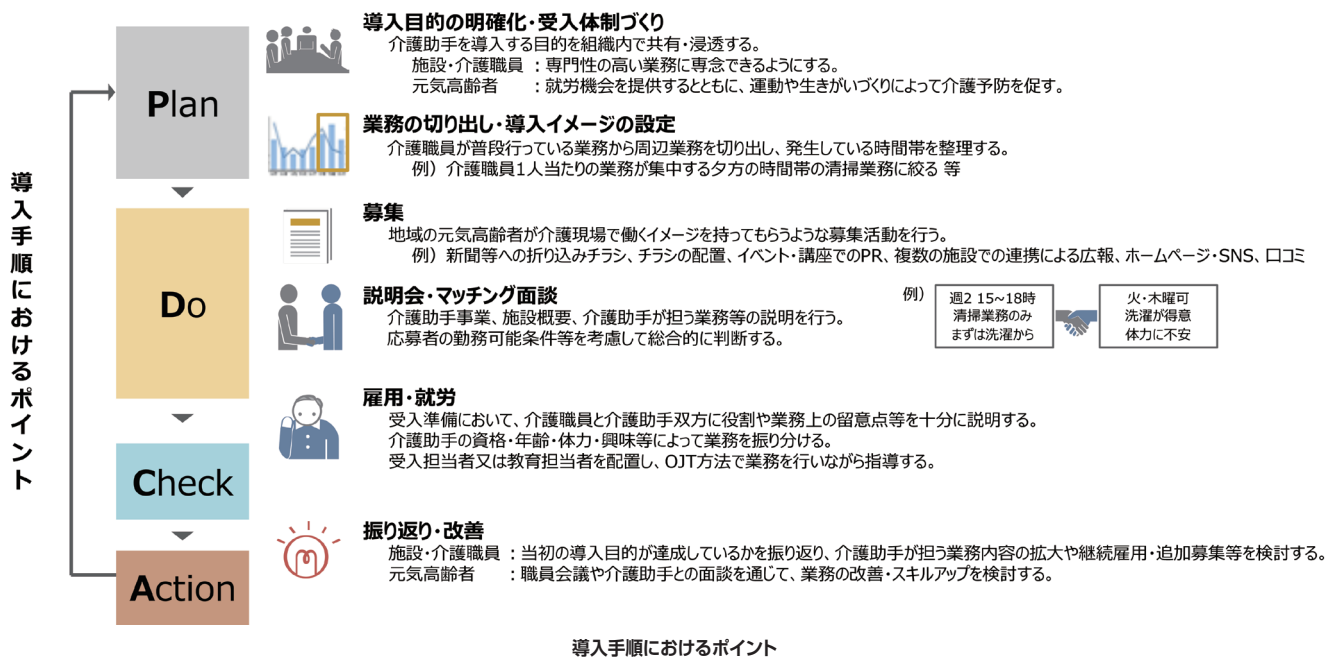 導入手順におけるポイント
Plan
導入目的の明確化・受入体制づくり
介護助手を導入する目的を組織内で共有・浸透する。
施設・介護職員 ：専門性の高い業務に専念できるようにする。
元気高齢者 ：就労機会を提供するとともに、運動や生きがいづくりによって介護予防を促す。
業務の切り出し・導入イメージの設定
介護職員が普段行っている業務から周辺業務を切り出し、発生している時間帯を整理する。
例）介護職員1人当たりの業務が集中する夕方の時間帯の清掃業務に絞る 等
Do
募集
地域の元気高齢者が介護現場で働くイメージを持ってもらうような募集活動を行う。
例）新聞等への折り込みチラシ、チラシの配置、イベント・講座でのPR、複数の施設での連携による広報、ホームページ・SNS、口コミ
説明会・マッチング面談
介護助手事業、施設概要、介護助手が担う業務等の説明を行う。
応募者の勤務可能条件等を考慮して総合的に判断する。
例）
週2 15~18時
清掃業務のみ
まずは洗濯から
火・木曜可
洗濯が得意
体力に不安
雇用・就労
受入準備において、介護職員と介護助手双方に役割や業務上の留意点等を十分に説明する。
介護助手の資格・年齢・体力・興味等によって業務を振り分ける。
受入担当者又は教育担当者を配置し、OJT方法で業務を行いながら指導する。
Check
Action
振り返り・改善
施設・介護職員 ：当初の導入目的が達成しているかを振り返り、介護助手が担う業務内容の拡大や継続雇用・追加募集等を検討する。
元気高齢者 ：職員会議や介護助手との面談を通じて、業務の改善・スキルアップを検討する。
導入手順におけるポイント